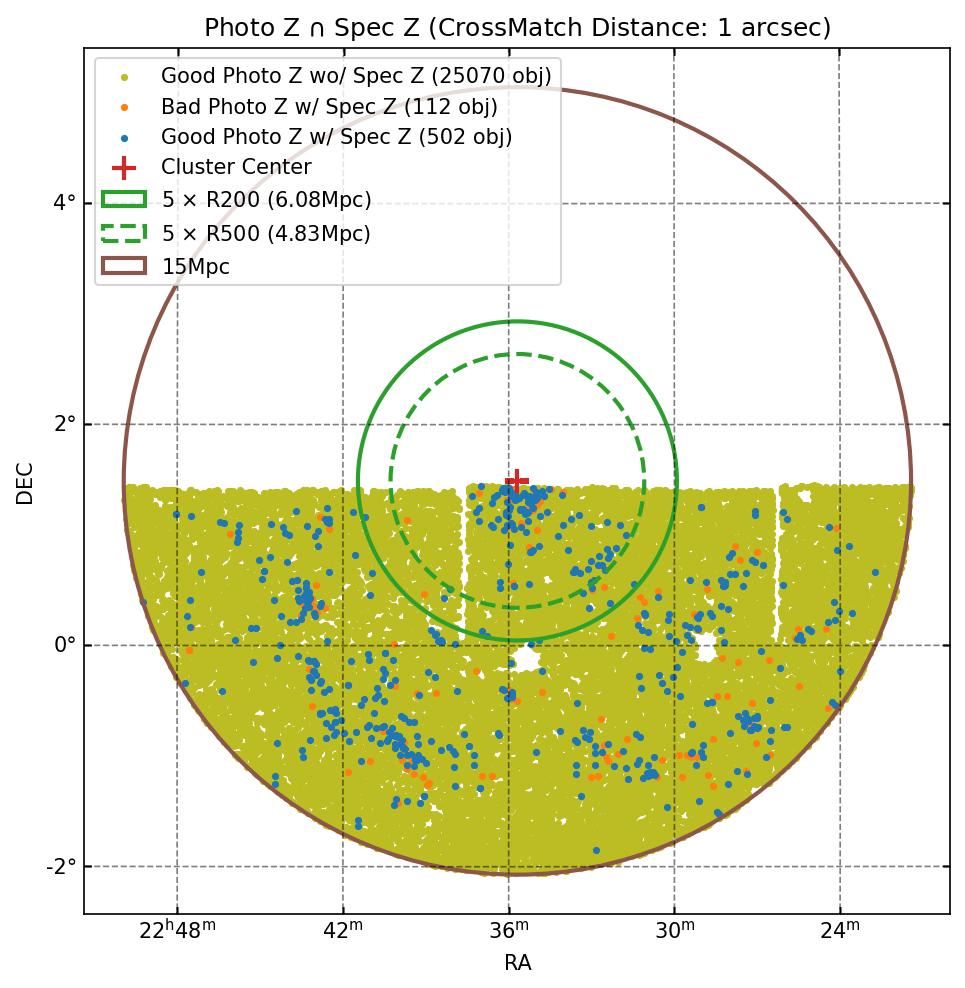 Photo Z ∩ Spec Z (CrossMatch Distance: 1 arcsec)
Good Photo Z wo/ Spec Z (25070 obj)
Bad Photo Z w/ Spec Z (112 obj)
Good Photo Z w/ Spec Z (502 obj)
Cluster Center
5 × R200 (6.08Mpc)
5 × R500 (4.83Mpc)
15Mpc
4°
2°
0°
-2°
DEC
22ʰ48ᵐ 42ᵐ 36ᵐ 30ᵐ 24ᵐ
RA